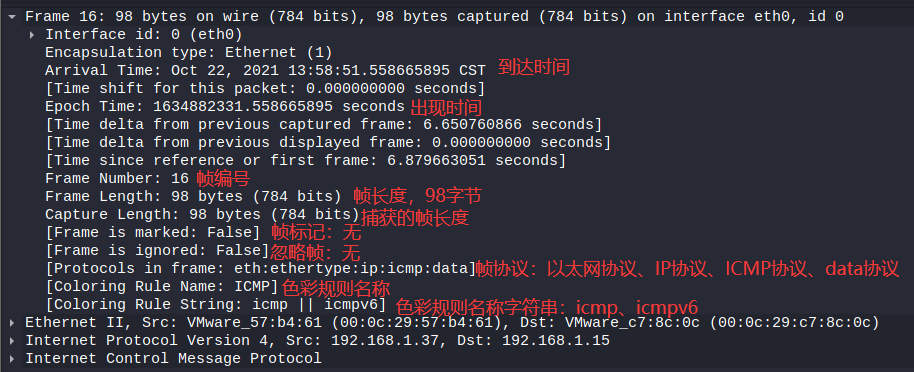 Frame 16: 98 bytes on wire (784 bits), 98 bytes captured (784 bits) on interface eth0, id 0
Interface id: 0 (eth0)
Encapsulation type: Ethernet (1)
Arrival Time: Oct 22, 2021 13:58:51.558665895 CST 到达时间
[Time shift for this packet: 0.000000000 seconds]
Epoch Time: 1634882331.558665895 seconds 出现时间
[Time delta from previous captured frame: 6.650760866 seconds]
[Time delta from previous displayed frame: 0.000000000 seconds]
[Time since reference or first frame: 6.879663051 seconds]
Frame Number: 16 帧编号
Frame Length: 98 bytes (784 bits) 帧长度，98字节
Capture Length: 98 bytes (784 bits) 捕获的帧长度
[Frame is marked: False] 帧标记：无
[Frame is ignored: False] 忽略帧：无
[Protocols in frame: eth:ethertype:ip:icmp:data] 帧协议：以太网协议、IP协议、ICMP协议、data协议
[Coloring Rule Name: ICMP] 色彩规则名称
[Coloring Rule String: icmp || icmpv6] 色彩规则名称字符串：icmp、icmpv6
Ethernet II, Src: VMware_57:b4:61 (00:0c:29:57:b4:61), Dst: VMware_c7:8c:0c (00:0c:29:c7:8c:0c)
Internet Protocol Version 4, Src: 192.168.1.37, Dst: 192.168.1.15
Internet Control Message Protocol